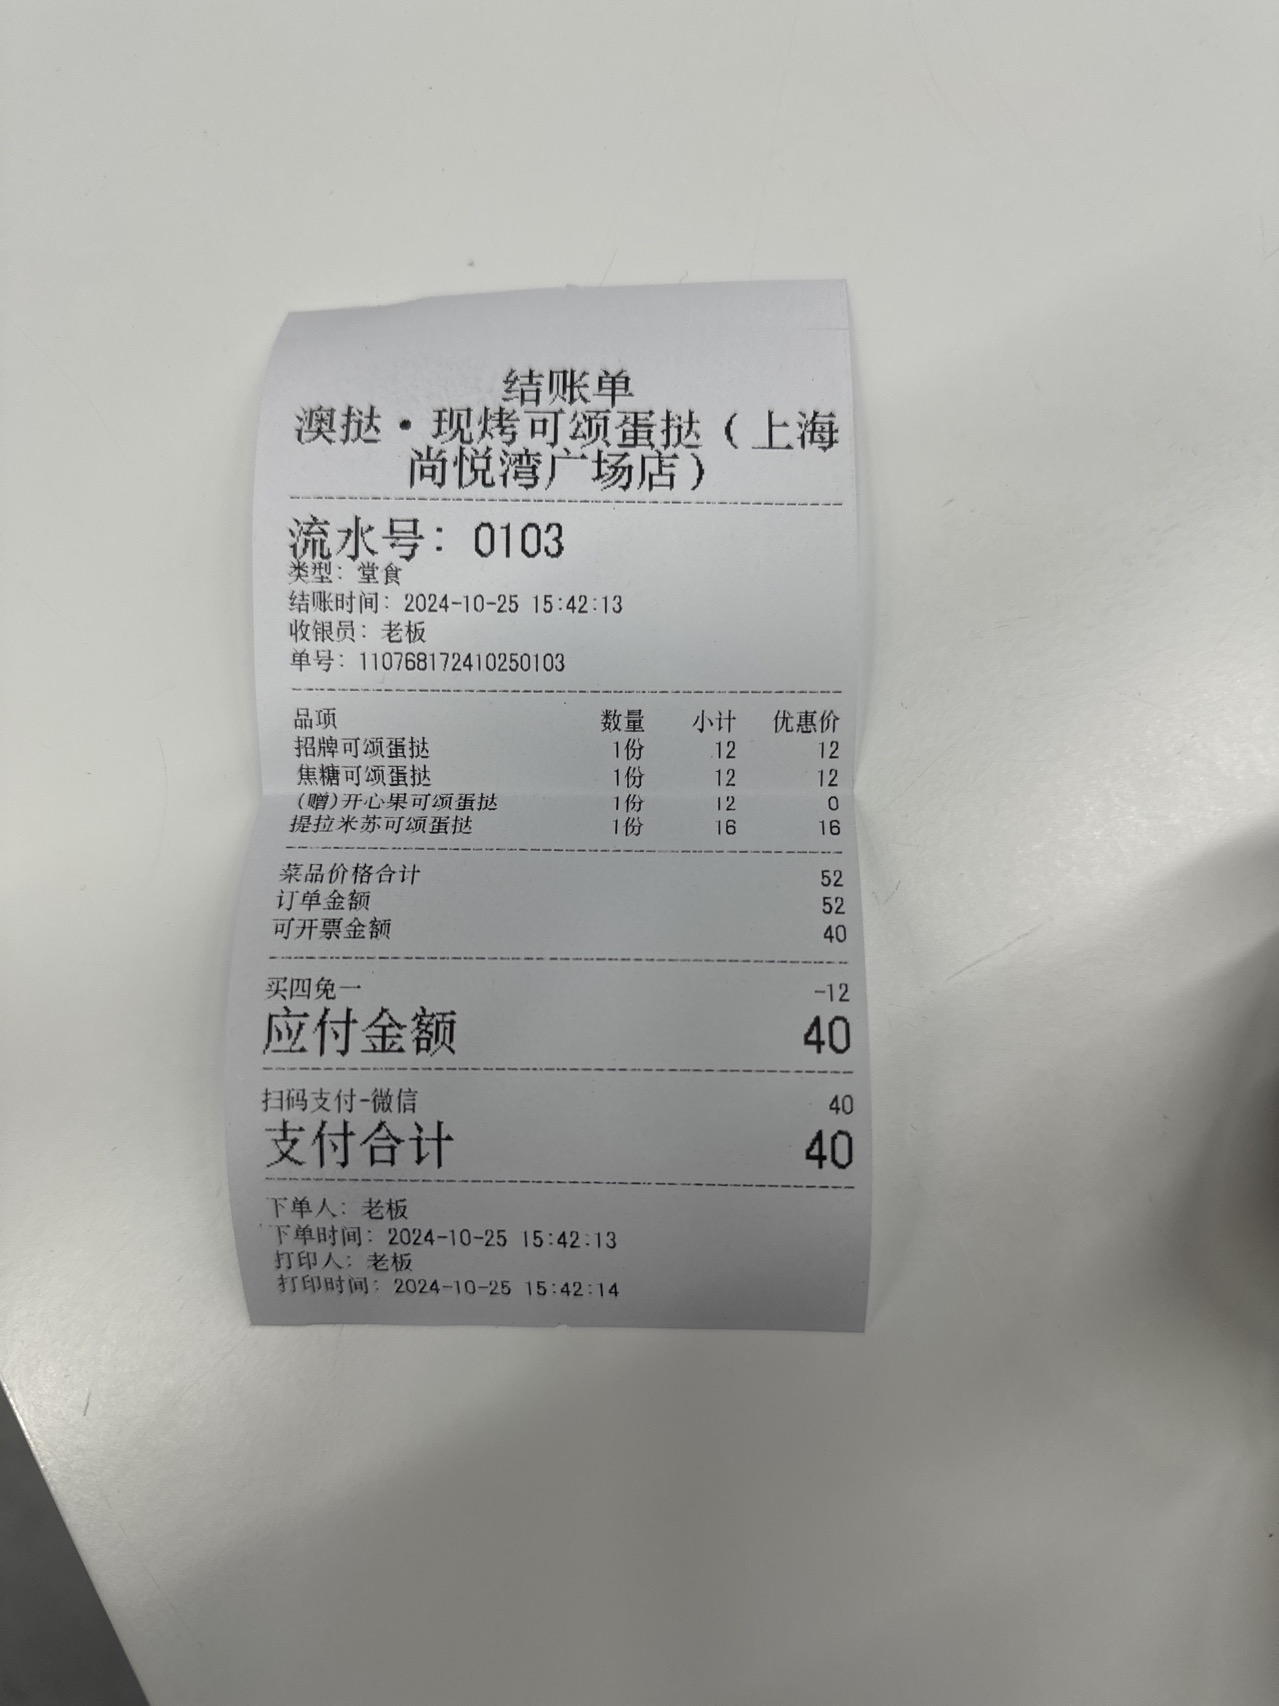 结账单
澳挞·现烤可颂蛋挞（上海
尚悦湾广场店）
流水号：0103
类型：堂食
结账时间：2024-10-25 15:42:13
收银员：老板
单号：110768172410250103
品项 数量 小计 优惠价
招牌可颂蛋挞 1份 12 12
焦糖可颂蛋挞 1份 12 12
(赠)开心果可颂蛋挞 1份 12 0
提拉米苏可颂蛋挞 1份 16 16
菜品价格合计 52
订单金额 52
可开票金额 40
买四免一 -12
应付金额 40
扫码支付-微信 40
支付合计 40
下单人：老板
下单时间：2024-10-25 15:42:13
打印人：老板
打印时间：2024-10-25 15:42:14